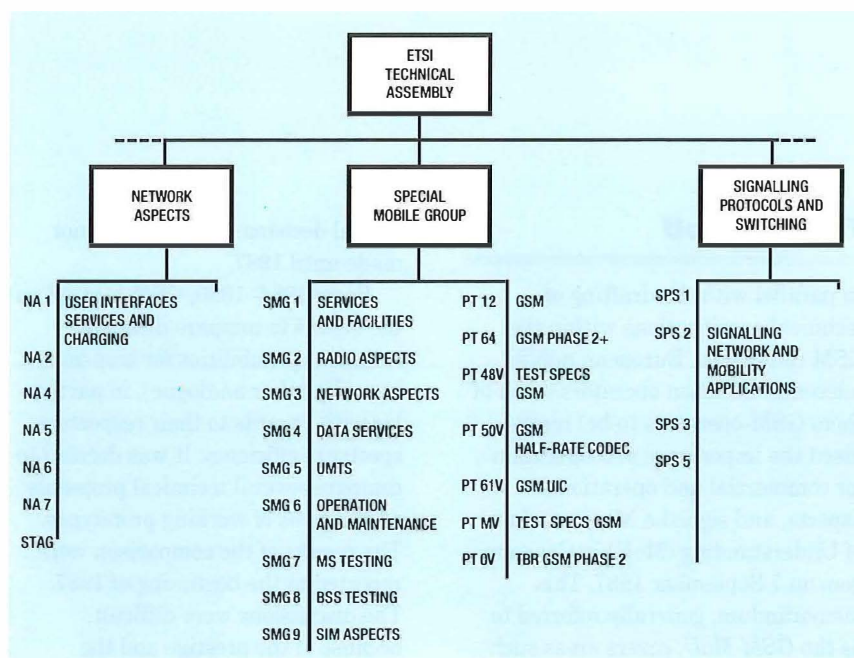 ETSI
TECHNICAL
ASSEMBLY
NETWORK
ASPECTS
SPECIAL
MOBILE GROUP
SIGNALLING
PROTOCOLS AND
SWITCHING
NA 1 USER INTERFACES
SERVICES AND
CHARGING
NA 2
NA 4
NA 5
NA 6
NA 7
STAG
SMG 1 SERVICES
AND FACILITIES
SMG 2 RADIO ASPECTS
SMG 3 NETWORK ASPECTS
SMG 4 DATA SERVICES
SMG 5 UMTS
SMG 6 OPERATION
AND MAINTENANCE
SMG 7 MS TESTING
SMG 8 BSS TESTING
SMG 9 SIM ASPECTS
PT 12 GSM
PT 64 GSM PHASE 2+
PT 48V TEST SPECS
GSM
PT 50V GSM
HALF-RATE CODEC
PT 61V GSM UIC
PT MV TEST SPECS GSM
PT 0V TBR GSM PHASE 2
SPS 1
SPS 2 SIGNALLING
NETWORK AND
MOBILITY
APPLICATIONS
SPS 3
SPS 5